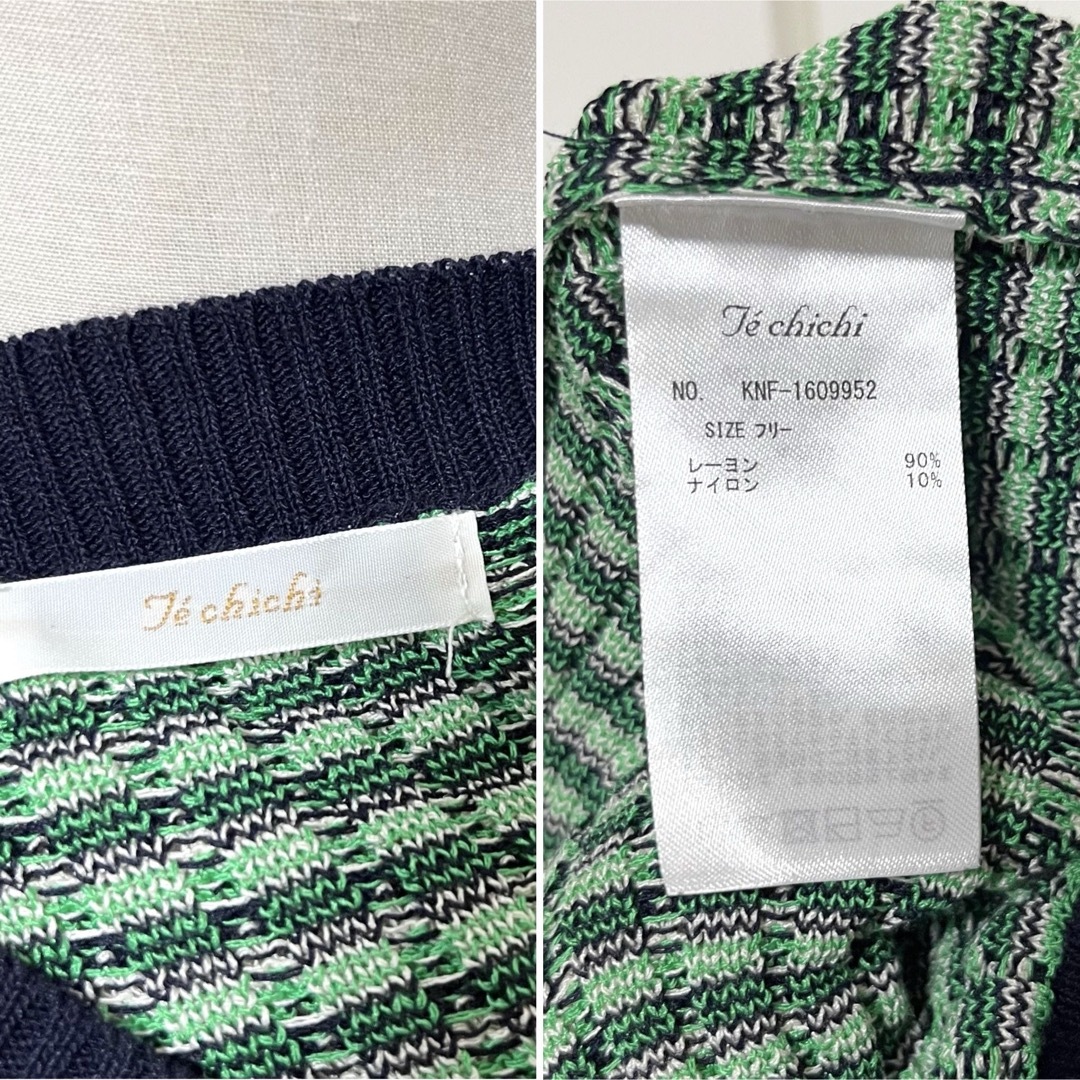 Té chichi
Té chichi
NO. KNF-1609952
SIZE フリー
レーヨン 90%
ナイロン 10%